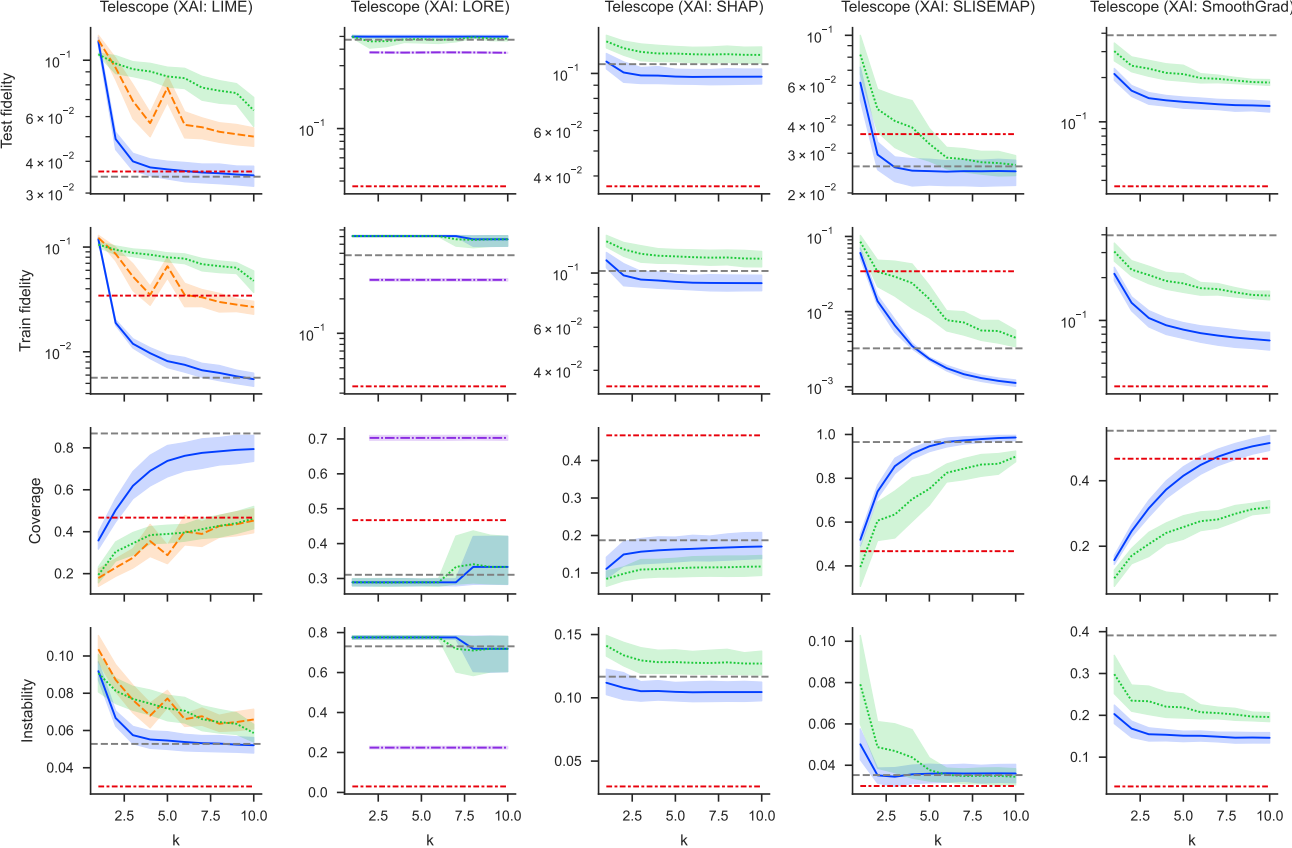 Telescope (XAI: LIME) Telescope (XAI: LORE) Telescope (XAI: SHAP) Telescope (XAI: SLISEMAP) Telescope (XAI: SmoothGrad)
Test fidelity
10⁻¹
6 × 10⁻²
4 × 10⁻²
3 × 10⁻²
10⁻¹
10⁻¹
6 × 10⁻²
4 × 10⁻²
10⁻¹
6 × 10⁻²
4 × 10⁻²
3 × 10⁻²
2 × 10⁻²
10⁻¹
Train fidelity
10⁻¹
10⁻²
10⁻¹
10⁻¹
6 × 10⁻²
4 × 10⁻²
10⁻¹
10⁻²
10⁻³
10⁻¹
Coverage
0.8
0.6
0.4
0.2
0.7
0.6
0.5
0.4
0.3
0.4
0.3
0.2
0.1
1.0
0.8
0.6
0.4
0.4
0.2
Instability
0.10
0.08
0.06
0.04
0.8
0.6
0.4
0.2
0.0
0.15
0.10
0.05
0.10
0.08
0.06
0.04
0.4
0.3
0.2
0.1
2.5 5.0 7.5 10.0 2.5 5.0 7.5 10.0 2.5 5.0 7.5 10.0 2.5 5.0 7.5 10.0 2.5 5.0 7.5 10.0
k k k k k